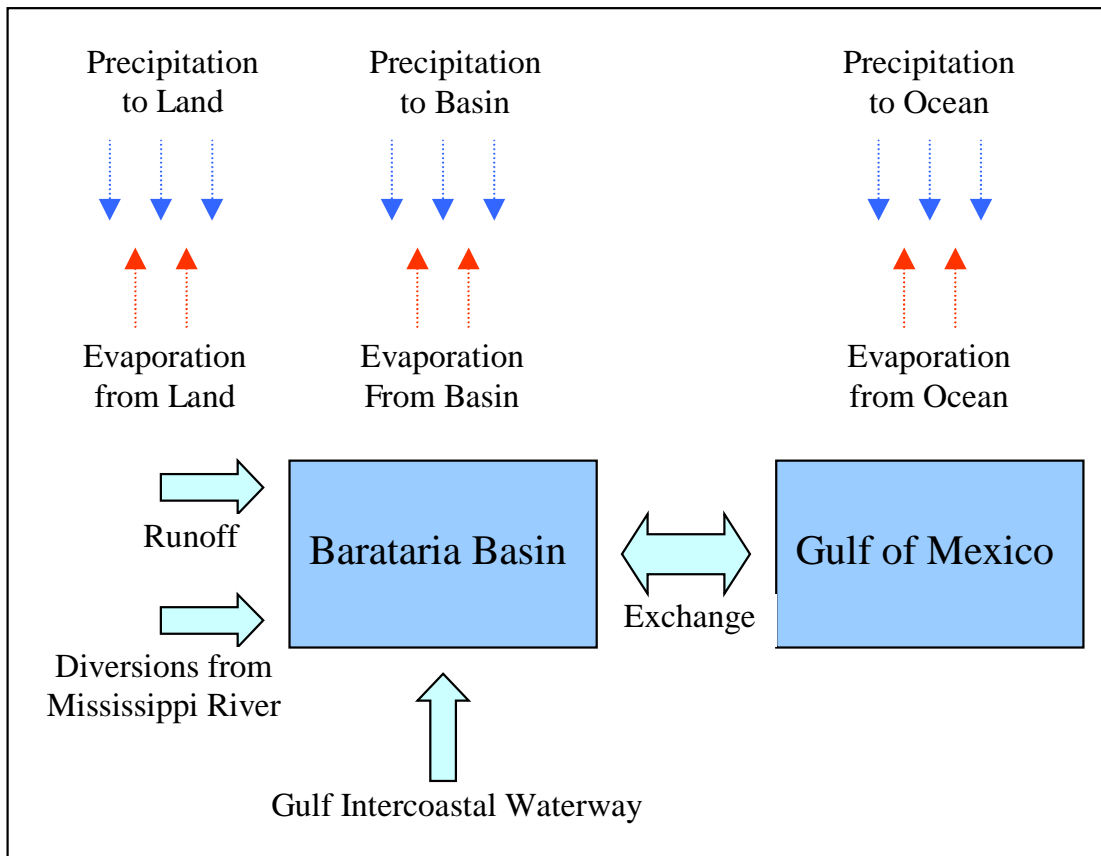 Precipitation
to Land
Precipitation
to Basin
Precipitation
to Ocean
Evaporation
from Land
Evaporation
From Basin
Evaporation
from Ocean
Runoff
Barataria Basin
Exchange
Gulf of Mexico
Diversions from
Mississippi River
Gulf Intercoastal Waterway